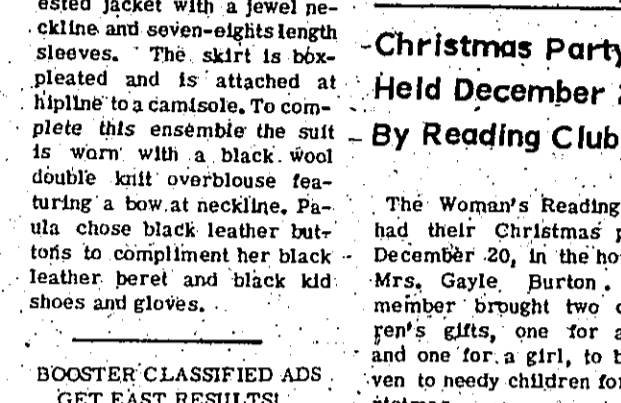 ested jacket with a jewel ne-
ckline and seven-eights length
sleeves. The skirt is box-
pleated and is attached at
hipline to a camisole. To com-
plete this ensemble the suit
is worn with a black wool
double knit overblouse fea-
turing a bow at neckline. Pa-
ula chose black leather but-
tons to compliment her black
leather beret and black kid
shoes and gloves.
BOOSTER CLASSIFIED ADS
GET FAST RESULTS!
Christmas Party
Held December
By Reading Club
The Woman's Reading
had their Christmas
December 20, in the
Mrs. Gayle Burton.
member brought two
ren's gifts, one for
and one for a girl, to
ven to needy children